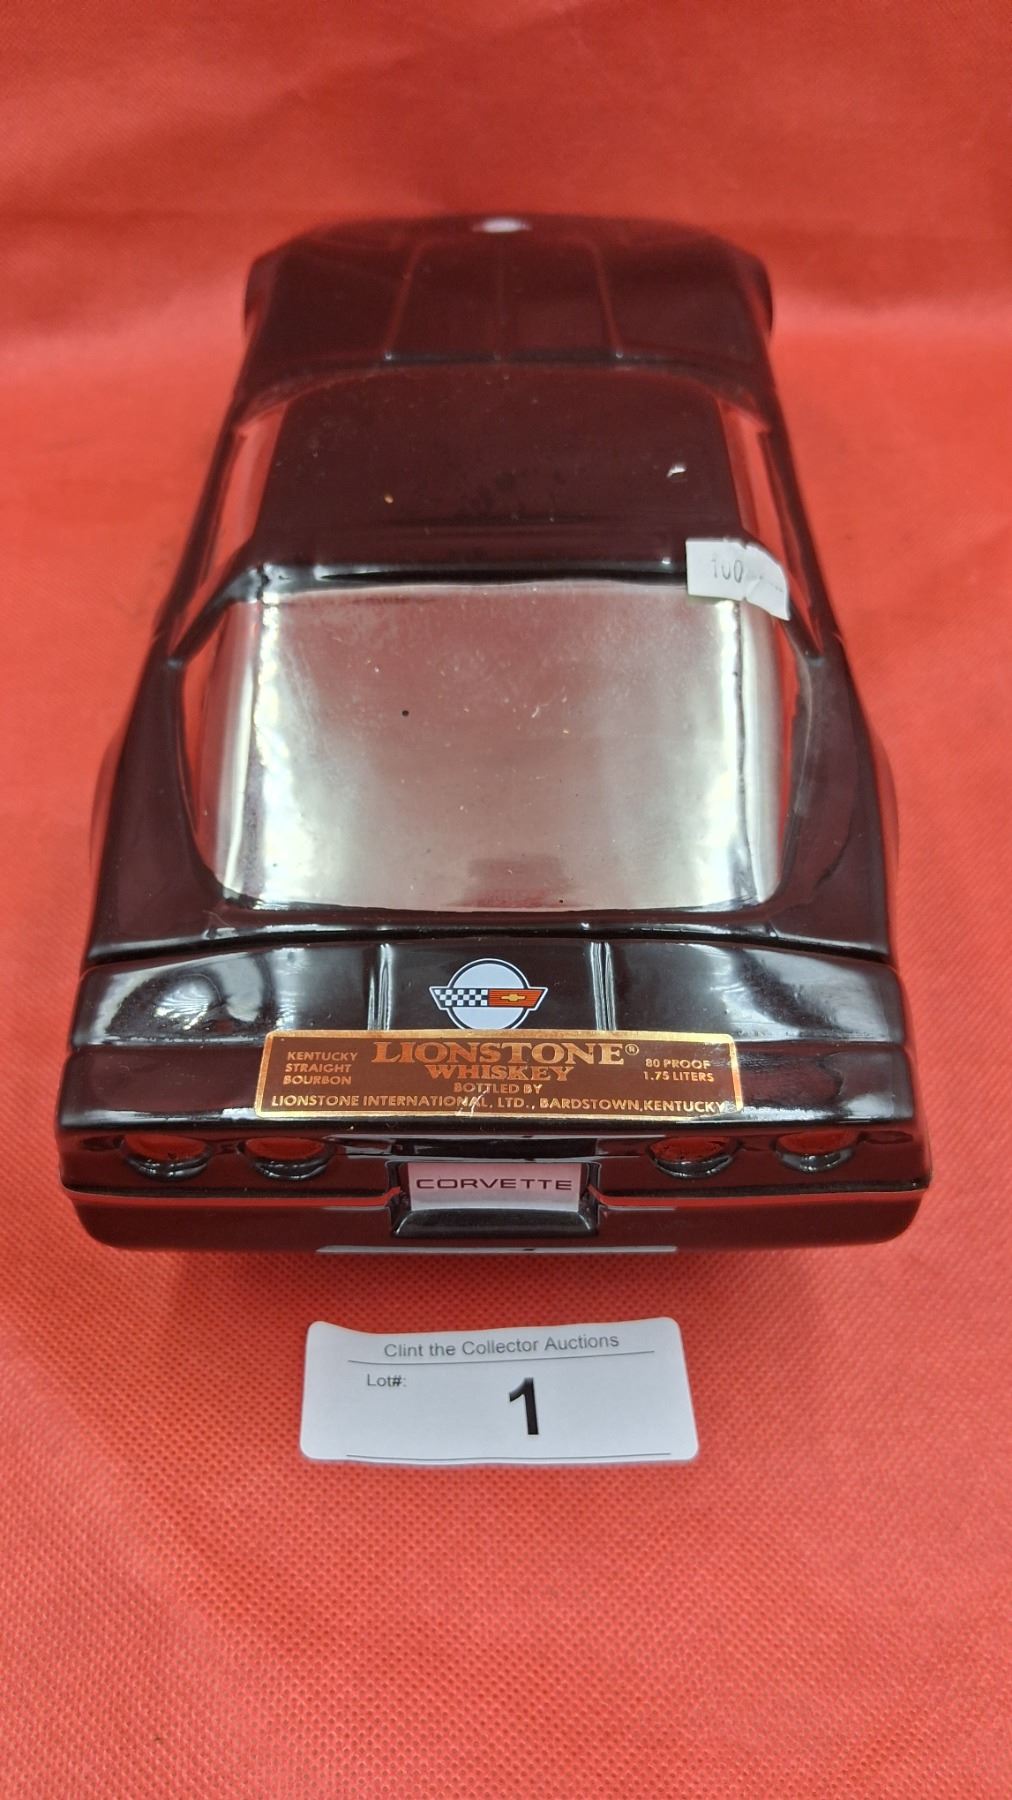 100
KENTUCKY STRAIGHT BOURBON
LIONSTONE®
WHISKEY
BOTTLED BY
80 PROOF
1.75 LITERS
LIONSTONE INTERNATIONAL, LTD., BARDSTOWN, KENTUCKY
CORVETTE
Clint the Collector Auctions
Lot#:
1